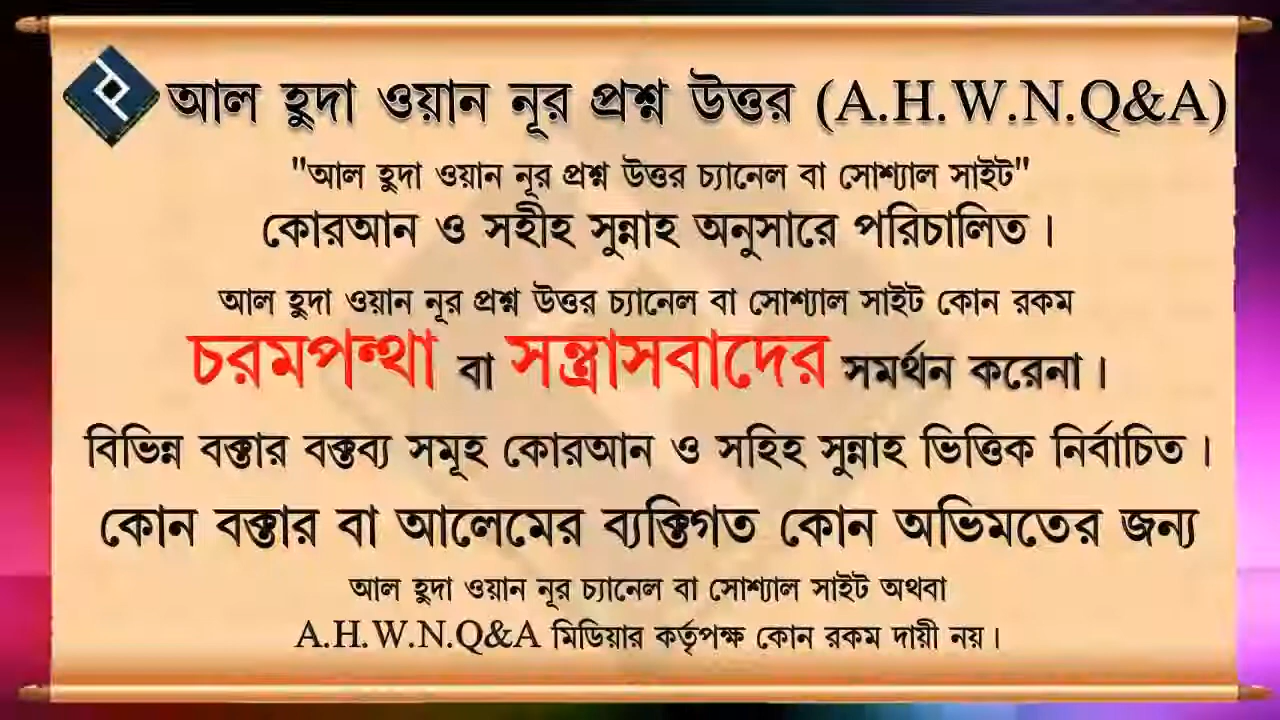 আল হুদা ওয়ান নূর প্রশ্ন উত্তর (A.H.W.N.Q&A)
"আল হুদা ওয়ান নূর প্রশ্ন উত্তর চ্যানেল বা সোশ্যাল সাইট"
কোরআন ও সহীহ সুন্নাহ অনুসারে পরিচালিত।
আল হুদা ওয়ান নূর প্রশ্ন উত্তর চ্যানেল বা সোশ্যাল সাইট কোন রকম
চরমপন্থা বা সন্ত্রাসবাদের সমর্থন করেনা।
বিভিন্ন বক্তার বক্তব্য সমূহ কোরআন ও সহিহ সুন্নাহ ভিত্তিক নির্বাচিত।
কোন বক্তার বা আলেমের ব্যক্তিগত কোন অভিমতের জন্য
আল হুদা ওয়ান নূর চ্যানেল বা সোশ্যাল সাইট অথবা
A.H.W.N.Q&A মিডিয়ার কর্তৃপক্ষ কোন রকম দায়ী নয়।